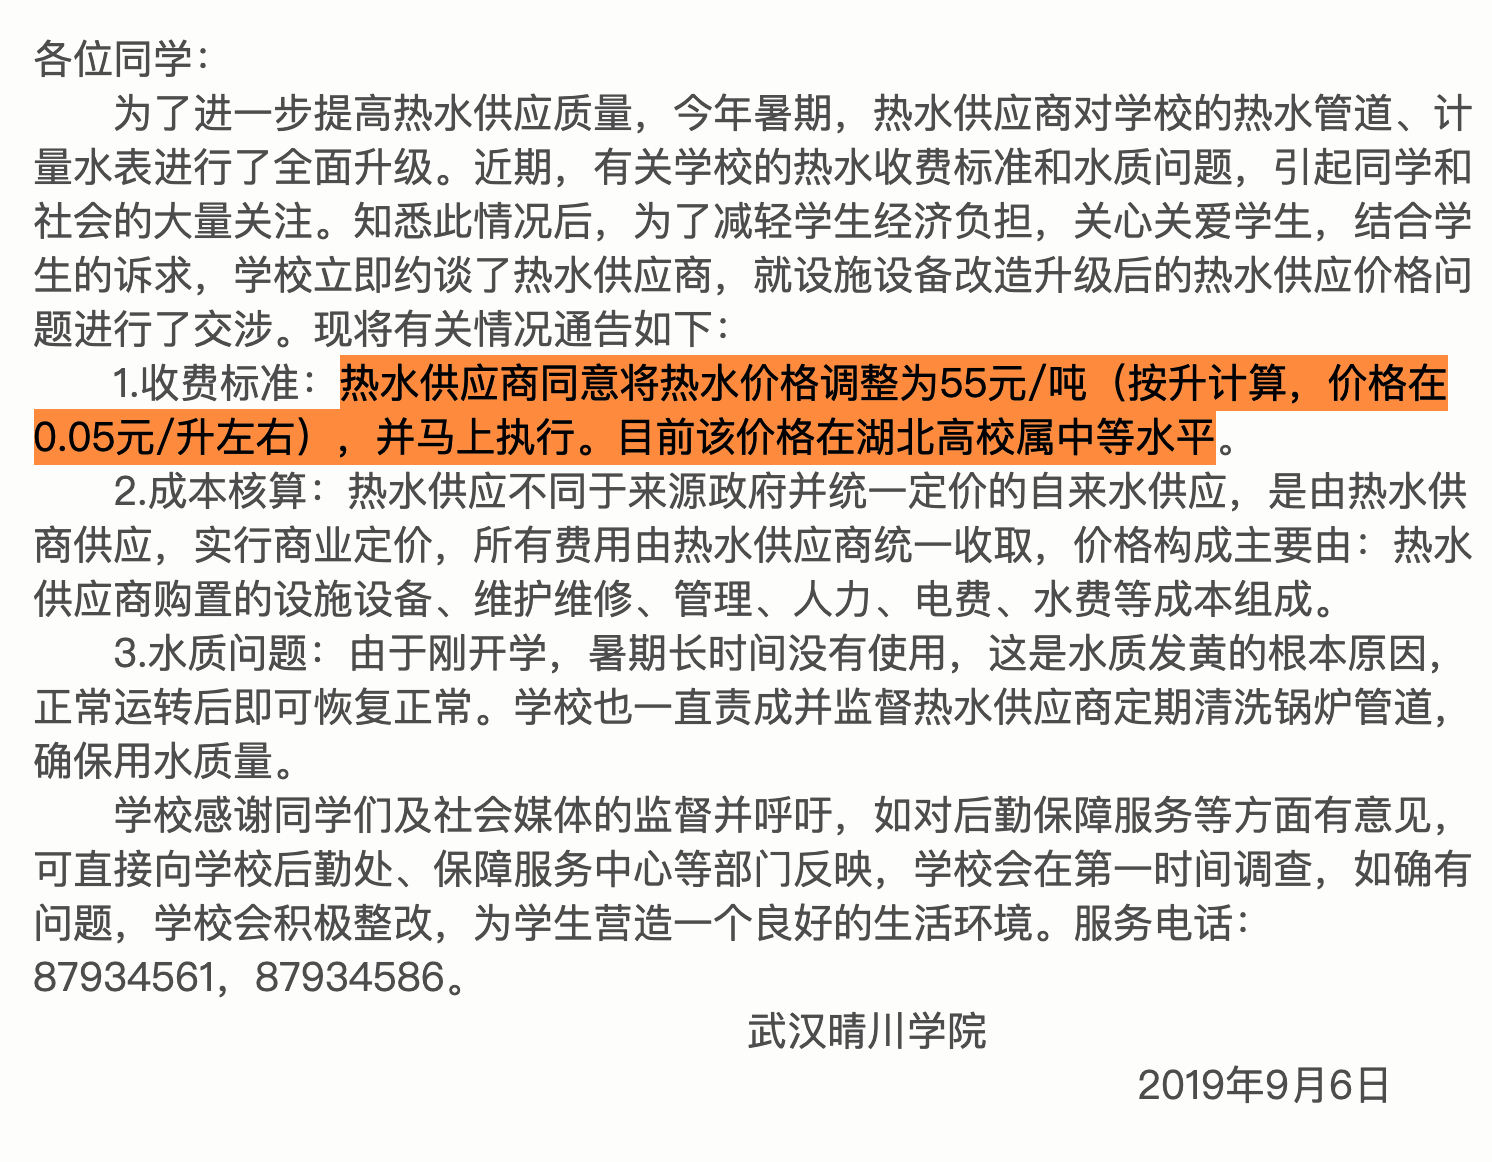 各位同学：
为了进一步提高热水供应质量，今年暑期，热水供应商对学校的热水管道、计
量水表进行了全面升级。近期，有关学校的热水收费标准和水质问题，引起同学和
社会的大量关注。知悉此情况后，为了减轻学生经济负担，关心关爱学生，结合学
生的诉求，学校立即约谈了热水供应商，就设施设备改造升级后的热水供应价格问
题进行了交涉。现将有关情况通告如下：
1.收费标准：热水供应商同意将热水价格调整为55元/吨（按升计算，价格在
0.05元/升左右），并马上执行。目前该价格在湖北高校属中等水平。
2.成本核算：热水供应不同于来源政府并统一定价的自来水供应，是由热水供
商供应，实行商业定价，所有费用由热水供应商统一收取，价格构成主要由：热水
供应商购置的设施设备、维护维修、管理、人力、电费、水费等成本组成。
3.水质问题：由于刚开学，暑期长时间没有使用，这是水质发黄的根本原因，
正常运转后即可恢复正常。学校也一直责成并监督热水供应商定期清洗锅炉管道，
确保用水质量。
学校感谢同学们及社会媒体的监督并呼吁，如对后勤保障服务等方面有意见，
可直接向学校后勤处、保障服务中心等部门反映，学校会在第一时间调查，如确有
问题，学校会积极整改，为学生营造一个良好的生活环境。服务电话：
87934561，87934586。
武汉晴川学院
2019年9月6日